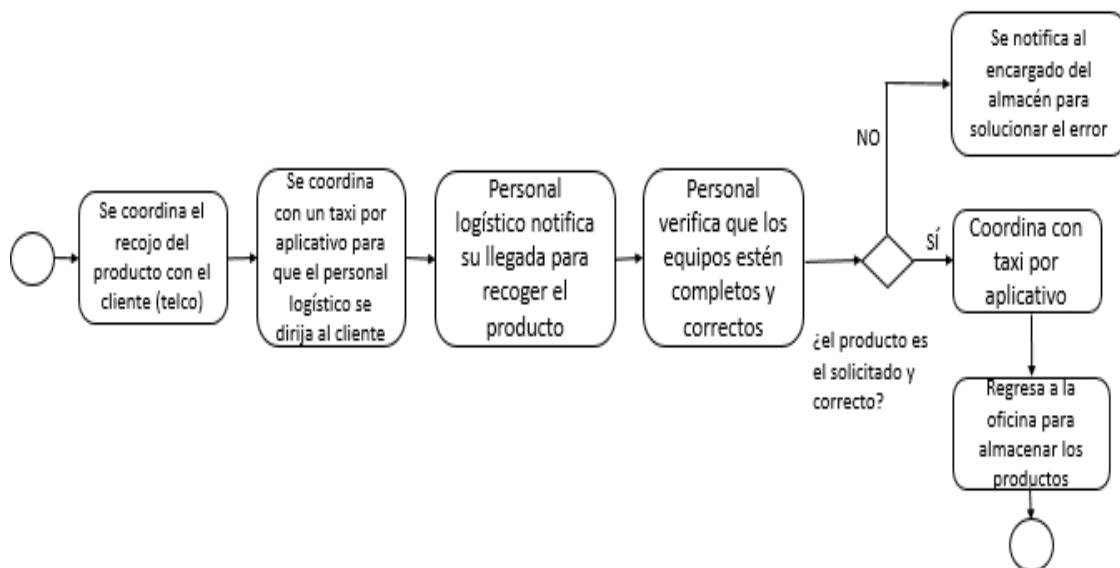 Se coordina el
recojo del
producto con el
cliente (telco)
Se coordina
con un taxi por
aplicativo para
que el personal
logístico se
dirija al cliente
Personal
logístico notifica
su llegada para
recoger el
producto
Personal
verifica que los
equipos estén
completos y
correctos
¿el producto es
el solicitado y
correcto?
NO
Se notifica al
encargado del
almacén para
solucionar el error
SÍ
Coordina con
taxi por
aplicativo
Regresa a la
oficina para
almacenar los
productos